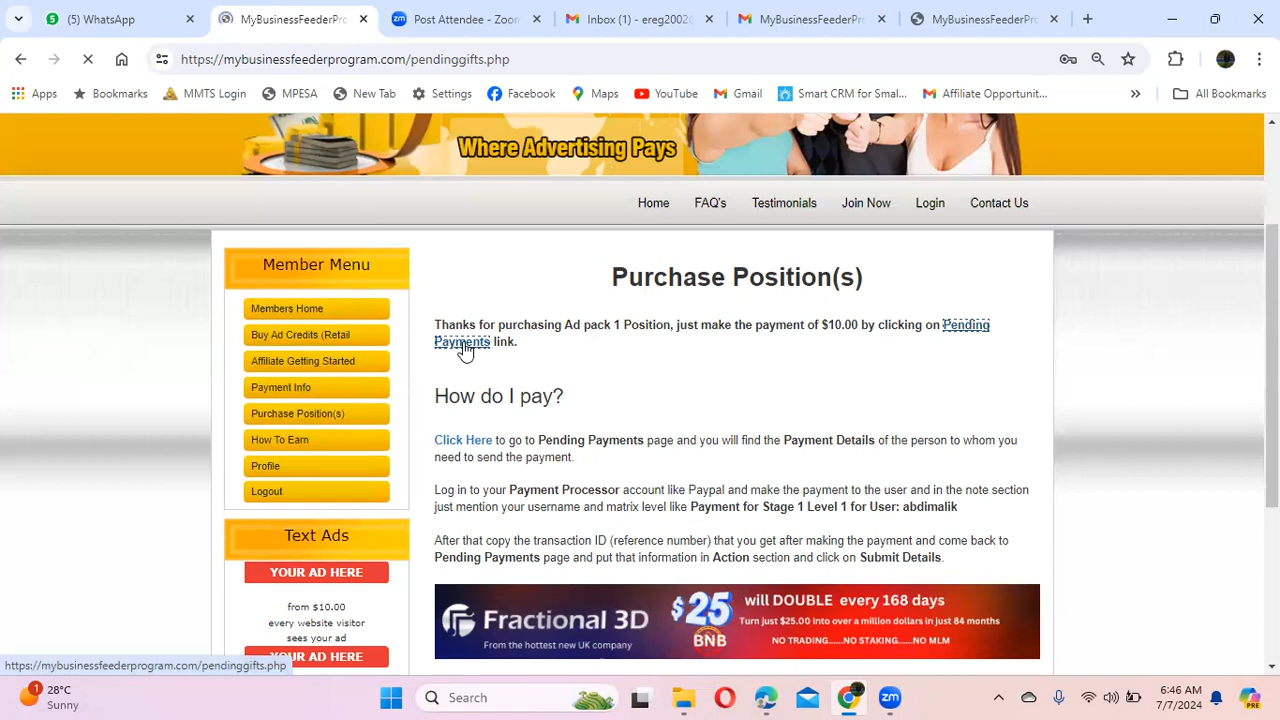 (5) WhatsApp
MyBusinessFeederPro
Post Attendee - Zoom
Inbox (1) - ereg20020
MyBusinessFeederPro
MyBusinessFeederPro
https://mybusinessfeederprogram.com/pendinggifts.php
Apps
Bookmarks
MMTS Login
MPESA
New Tab
Settings
Facebook
Maps
YouTube
Gmail
Smart CRM for Smal...
Affiliate Opportunit...
All Bookmarks
Where Advertising Pays
Home
FAQ's
Testimonials
Join Now
Login
Contact Us
Member Menu
Members Home
Buy Ad Credits (Retail
Affiliate Getting Started
Payment Info
Purchase Position(s)
How To Earn
Profile
Logout
Text Ads
YOUR AD HERE
from $10.00
every website visitor
sees your ad
YOUR AD HERE
Purchase Position(s)
Thanks for purchasing Ad pack 1 Position, just make the payment of $10.00 by clicking on Pending
Payments link.
How do I pay?
Click Here to go to Pending Payments page and you will find the Payment Details of the person to whom you
need to send the payment.
Log in to your Payment Processor account like Paypal and make the payment to the user and in the note section
just mention your username and matrix level like Payment for Stage 1 Level 1 for User: abdimalik
After that copy the transaction ID (reference number) that you get after making the payment and come back to
Pending Payments page and put that information in Action section and click on Submit Details.
Fractional 3D
From the hottest new UK company
$25
BNB
will DOUBLE every 168 days
Turn just $25.00 into over a million dollars in just 84 months
NO TRADING.....NO STAKING......NO MLM
https://mybusinessfeederprogram.com/pendinggifts.php
1
28°C
Sunny
Search
6:46 AM
7/7/2024